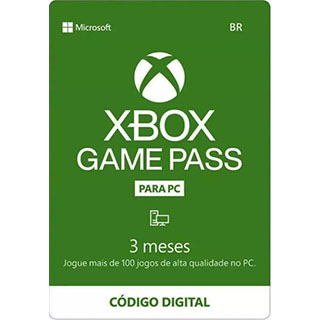 Microsoft
BR
XBOX
GAME PASS
PARA PC
3 meses
Jogue mais de 100 jogos de alta qualidade no PC.
CÓDIGO DIGITAL